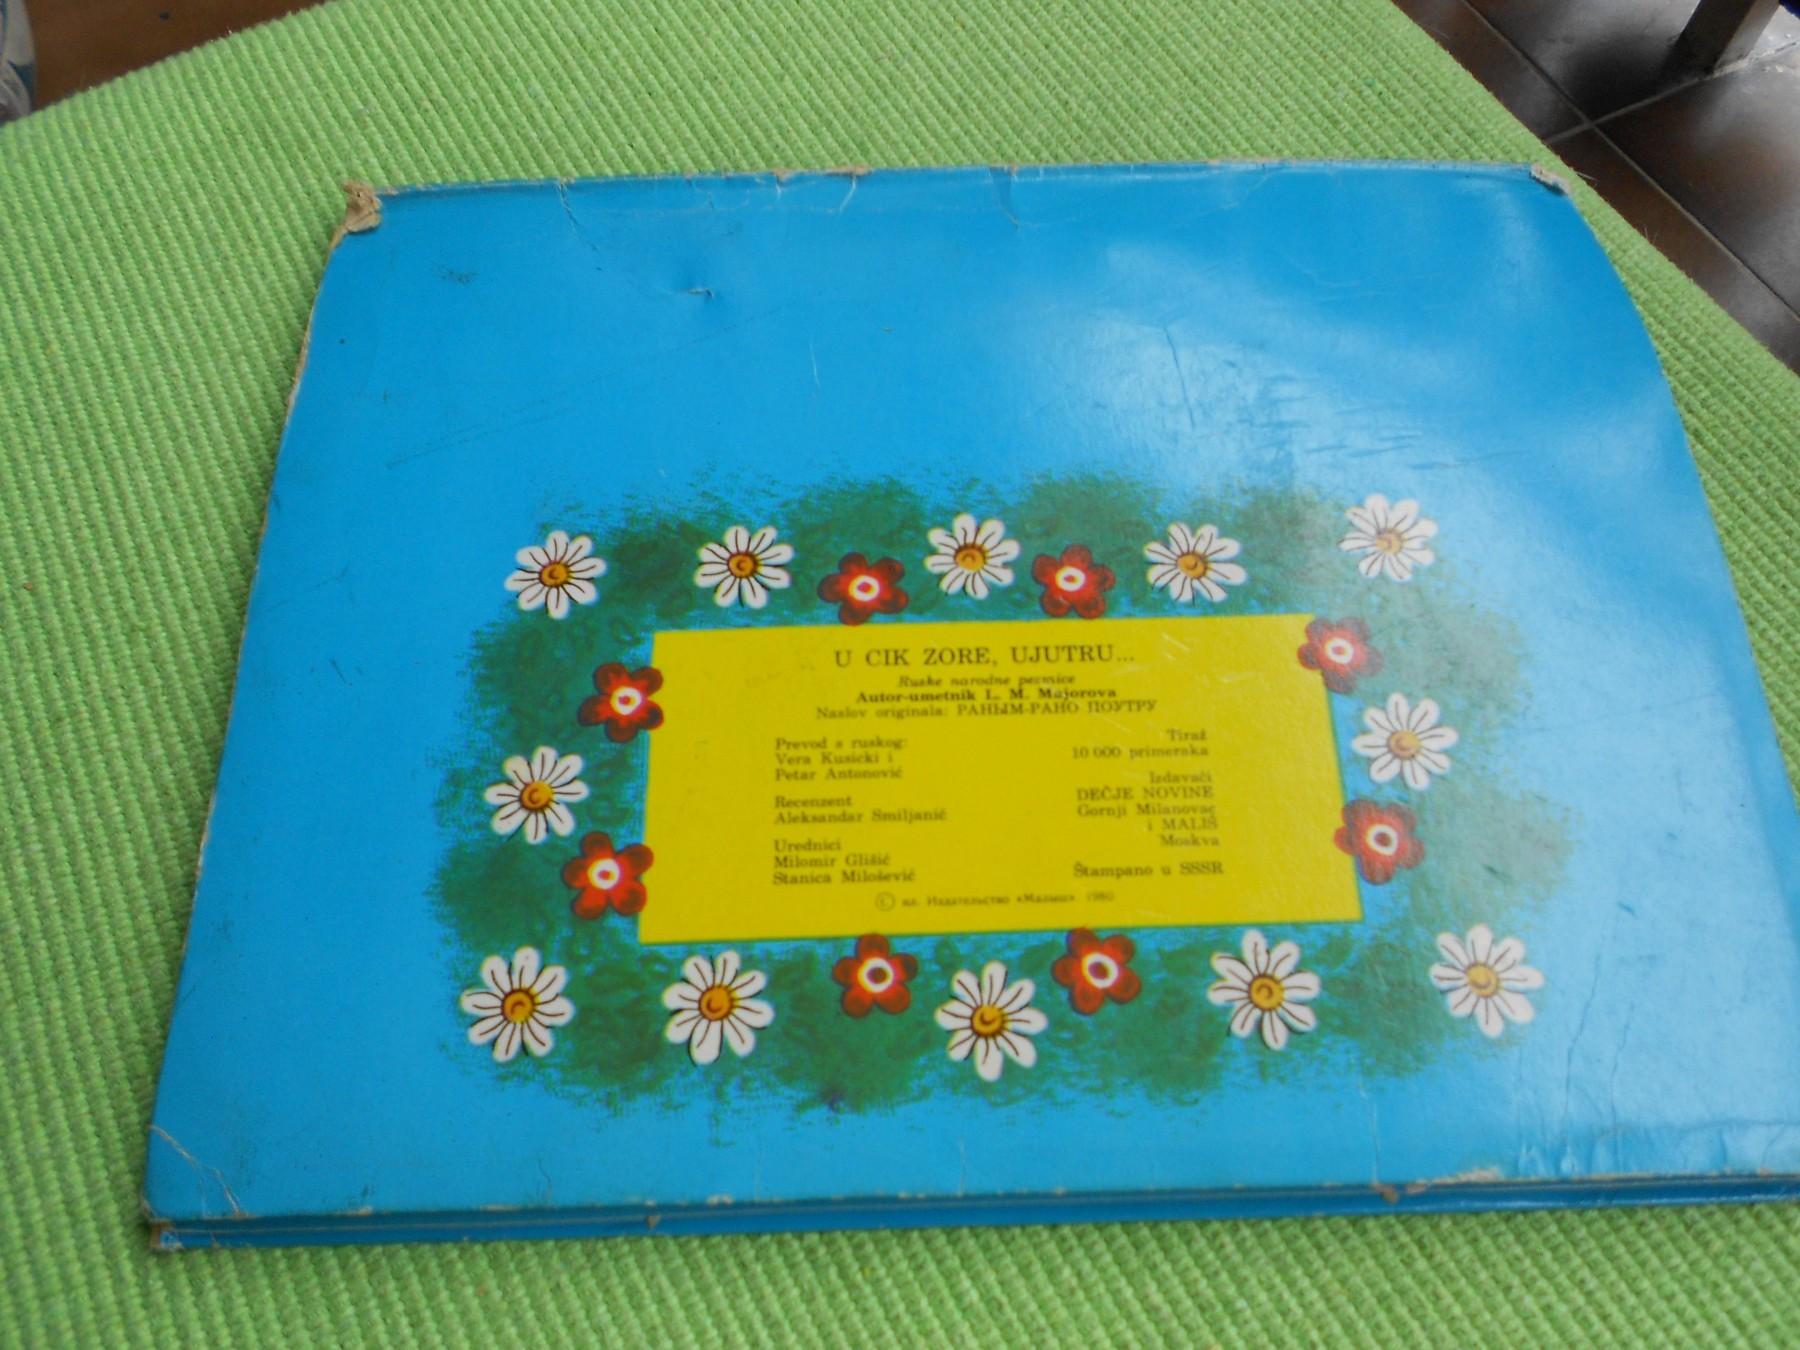 U CIK ZORE, UJUTRU...
Ruske narodne pesmice
Autor-umetnik L. M. Majorova
Naslov originala: РАНЫМ-РАНО ПОУТРУ
Prevod s ruskog:
Vera Kusicki i
Petar Antonović
Recenzent
Aleksandar Smiljanić
Urednici
Milomir Glišić
Stanica Milošević
Tiraž
10 000 primeraka
Izdavači
DEČJE NOVINE
Gornji Milanovac
i MALIŠ
Moskva
Štampano u SSSR
© ил. Издательство «Малыш» 1980